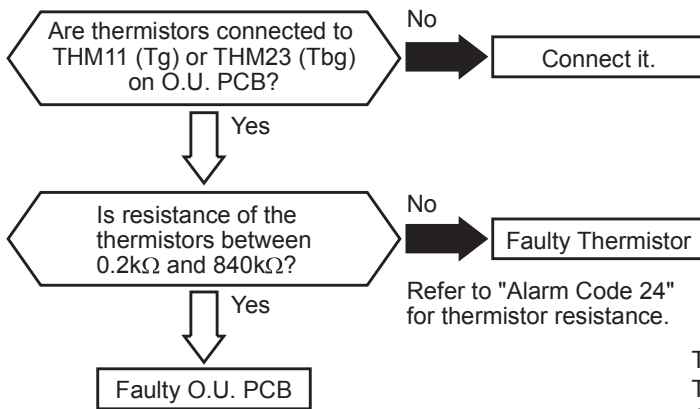 Are thermistors connected to
THM11 (Tg) or THM23 (Tbg)
on O.U. PCB?
No
Connect it.
Yes
Is resistance of the
thermistors between
0.2kΩ and 840kΩ?
No
Faulty Thermistor
Refer to "Alarm Code 24"
for thermistor resistance.
Yes
Faulty O.U. PCB